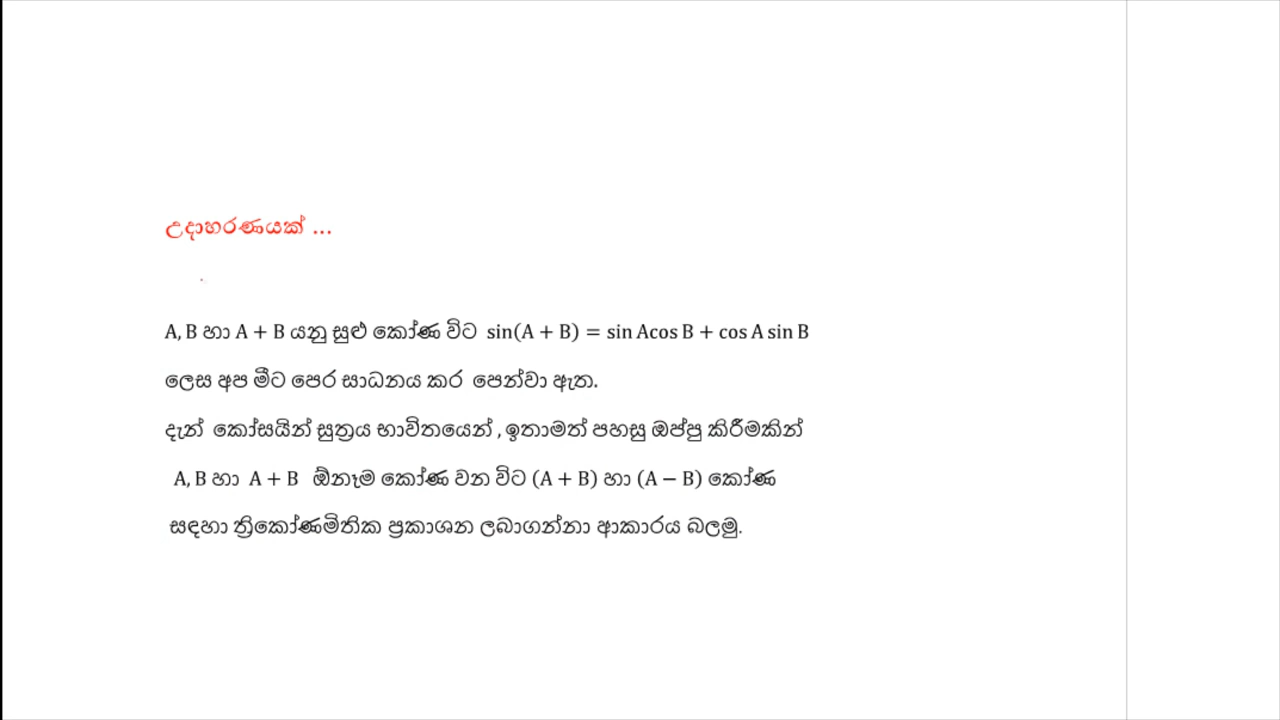 උදාහරණයක් ...
A, B හා A + B යනු සුළු කෝණ විට sin(A + B) = sin Acos B + cos A sin B
ලෙස අප මීට පෙර සාධනය කර පෙන්වා ඇත.
දැන් කෝසයින් සූත්‍රය භාවිතයෙන් , ඉතාමත් පහසු ඔප්පු කිරීමකින්
A, B හා A + B ඕනෑම කෝණ වන විට (A + B) හා (A − B) කෝණ
සඳහා ත්‍රිකෝණමිතික ප්‍රකාශන ලබාගන්නා ආකාරය බලමු.